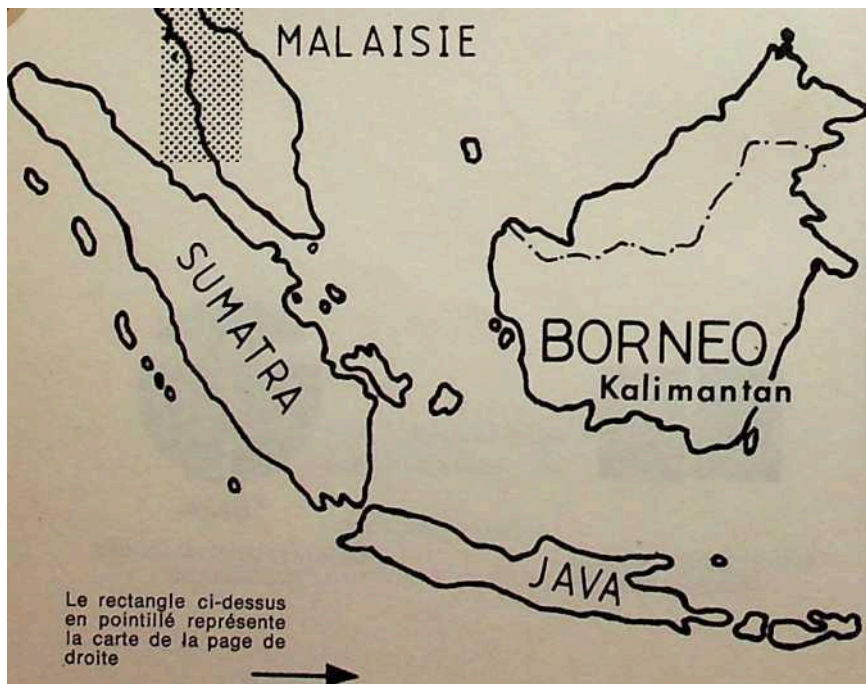 MALAISIE
SUMATRA
BORNEO
Kalimantan
JAVA
Le rectangle ci-dessus
en pointillé représente
la carte de la page de
droite